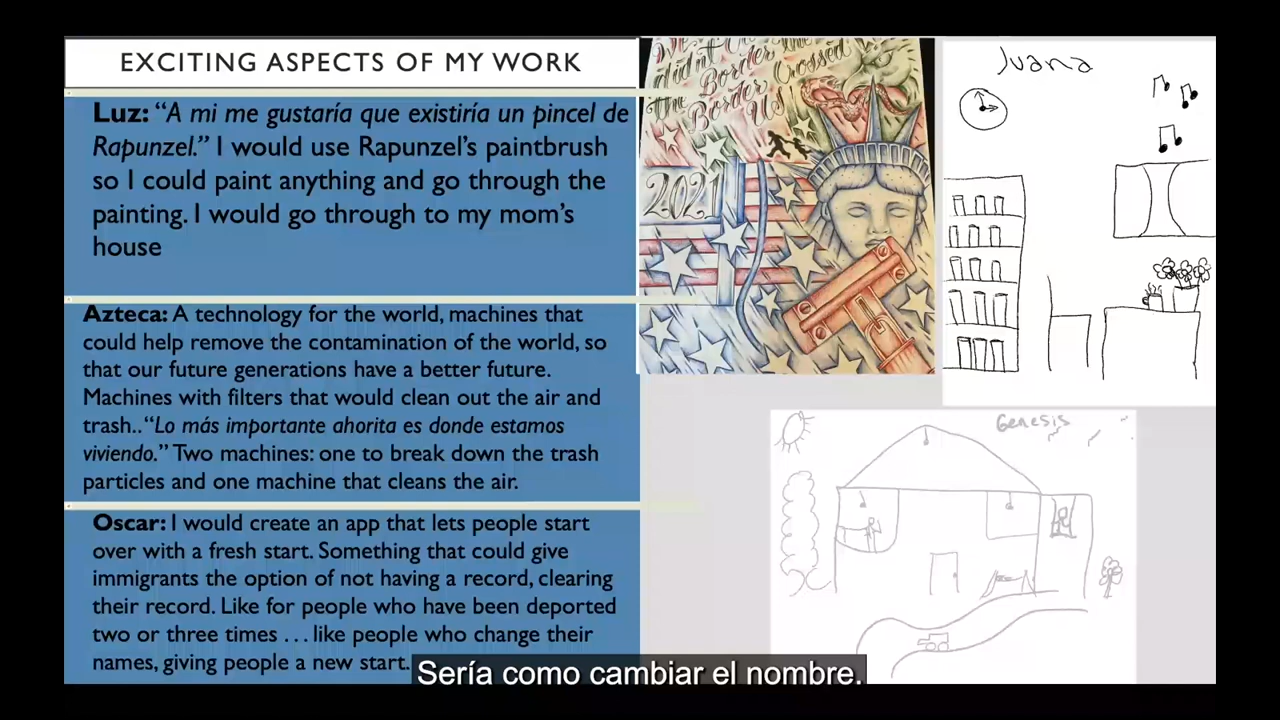 EXCITING ASPECTS OF MY WORK
Luz: “A mi me gustaría que existiría un pincel de
Rapunzel.” I would use Rapunzel’s paintbrush
so I could paint anything and go through the
painting. I would go through to my mom’s
house
Azteca: A technology for the world, machines that
could help remove the contamination of the world, so
that our future generations have a better future.
Machines with filters that would clean out the air and
trash.. “Lo más importante ahorita es donde estamos
viviendo.” Two machines: one to break down the trash
particles and one machine that cleans the air.
Oscar: I would create an app that lets people start
over with a fresh start. Something that could give
immigrants the option of not having a record, clearing
their record. Like for people who have been deported
two or three times . . . like people who change their
names, giving people a new start.
didn't
the Border Crossed
Border Us!
2021
Juana
Genesis
Sería como cambiar el nombre.